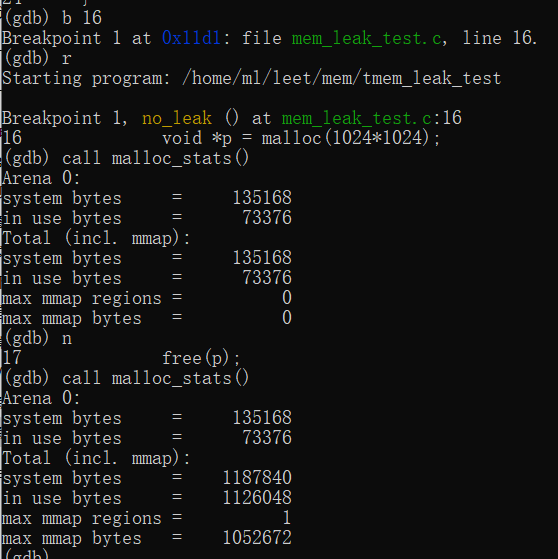 (gdb) b 16
Breakpoint 1 at 0x11d1: file mem_leak_test.c, line 16.
(gdb) r
Starting program: /home/ml/leet/mem/tmem_leak_test
Breakpoint 1, no_leak () at mem_leak_test.c:16
16 void *p = malloc(1024*1024);
(gdb) call malloc_stats()
Arena 0:
system bytes = 135168
in use bytes = 73376
Total (incl. mmap):
system bytes = 135168
in use bytes = 73376
max mmap regions = 0
max mmap bytes = 0
(gdb) n
17 free(p);
(gdb) call malloc_stats()
Arena 0:
system bytes = 135168
in use bytes = 73376
Total (incl. mmap):
system bytes = 1187840
in use bytes = 1126048
max mmap regions = 1
max mmap bytes = 1052672
(gdb)